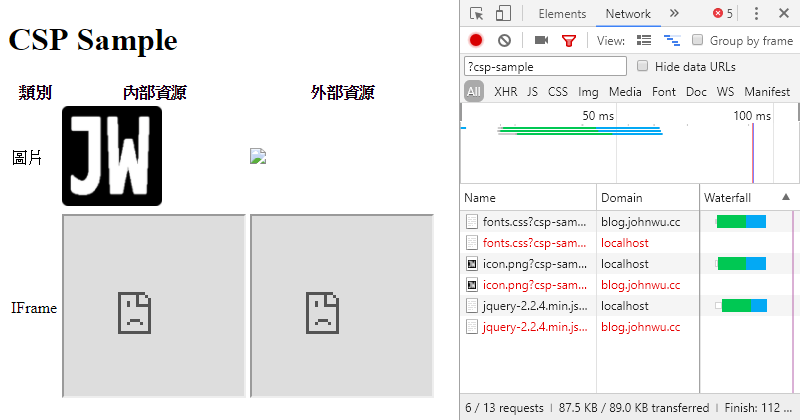 CSP Sample
類別 內部資源 外部資源
圖片 JW
IFrame
Elements Network » 5
View: Group by frame
?csp-sample Hide data URLs
All XHR JS CSS Img Media Font Doc WS Manifest
50 ms 100 ms
Name Domain Waterfall
fonts.css?csp-sam... blog.johnwu.cc
fonts.css?csp-sam... localhost
icon.png?csp-sam... localhost
icon.png?csp-sam... blog.johnwu.cc
jquery-2.2.4.min.js... localhost
jquery-2.2.4.min.js... blog.johnwu.cc
6 / 13 requests | 87.5 KB / 89.0 KB transferred | Finish: 112 ...